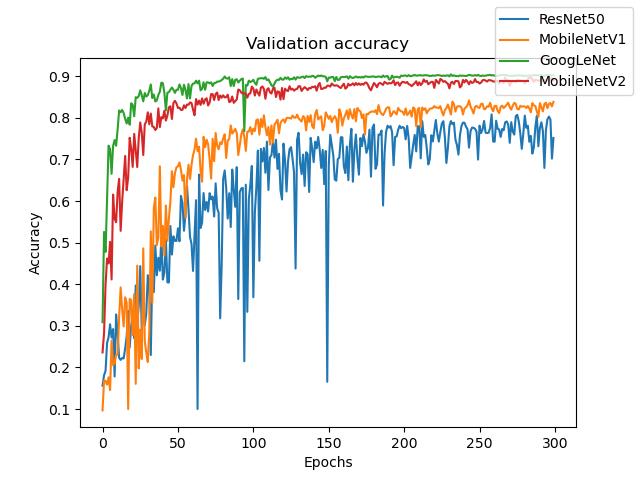 Validation accuracy
ResNet50
MobileNetV1
GoogLeNet
MobileNetV2
Accuracy
0.9
0.8
0.7
0.6
0.5
0.4
0.3
0.2
0.1
0 50 100 150 200 250 300
Epochs